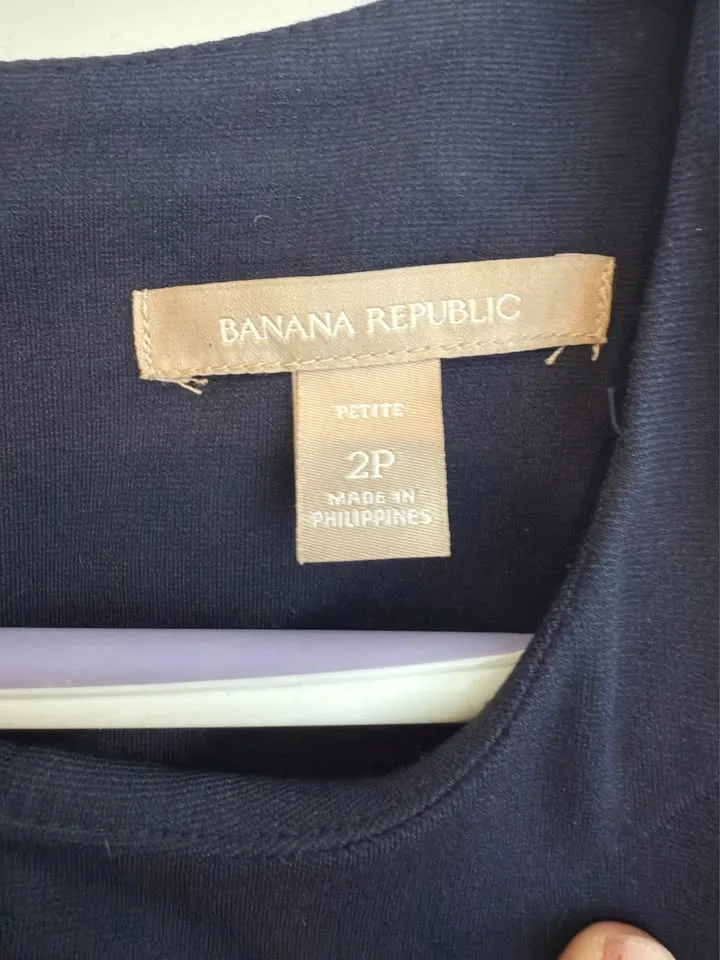 BANANA REPUBLIC
PETITE
2P
MADE IN
PHILIPPINES